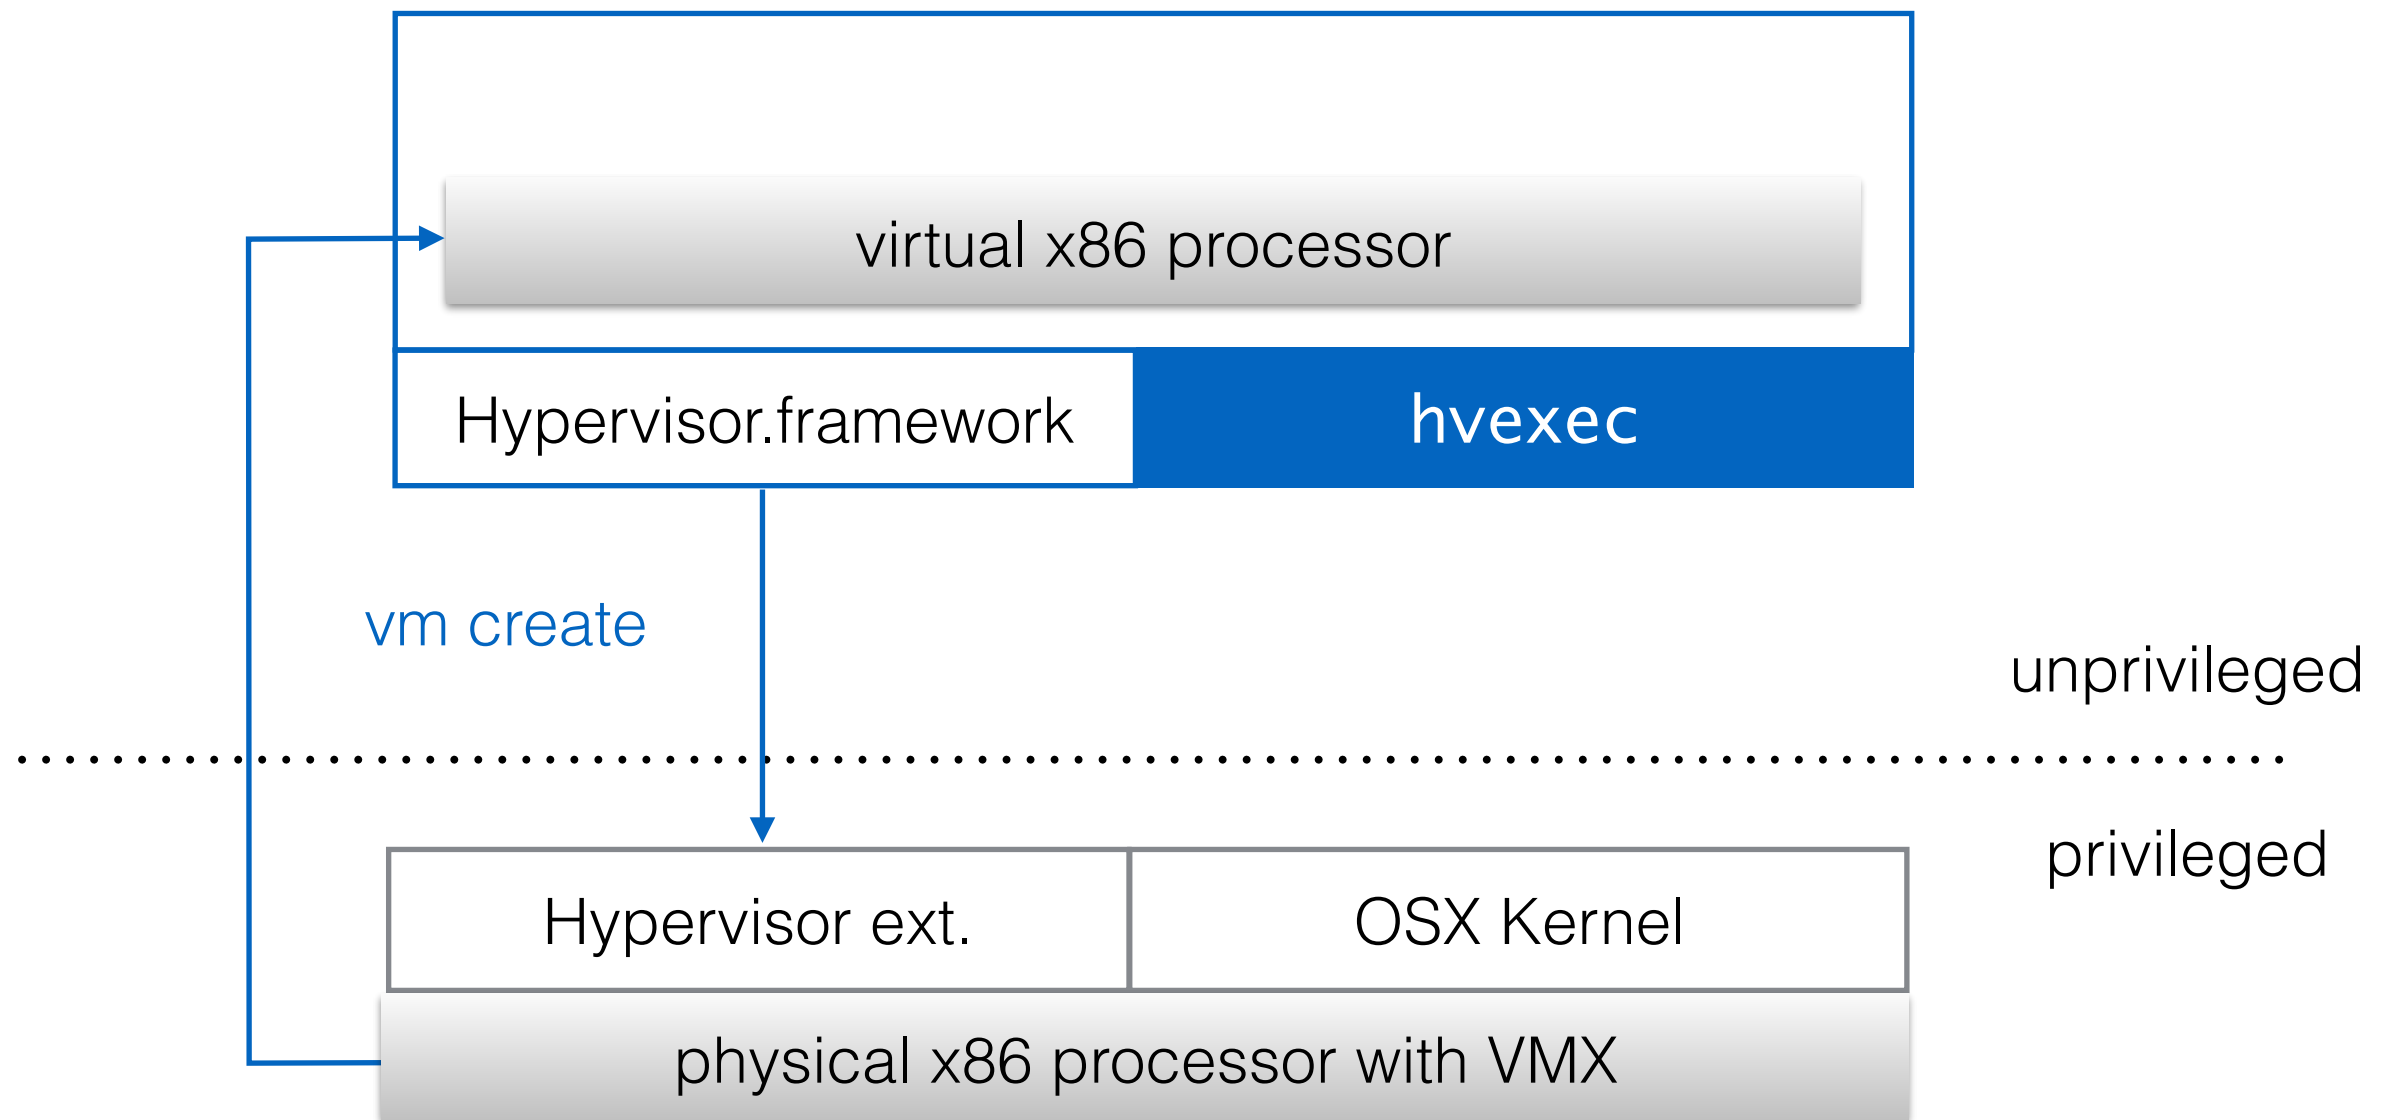 virtual x86 processor
Hypervisor.framework
hvexec
vm create
unprivileged
privileged
Hypervisor ext.
OSX Kernel
physical x86 processor with VMX